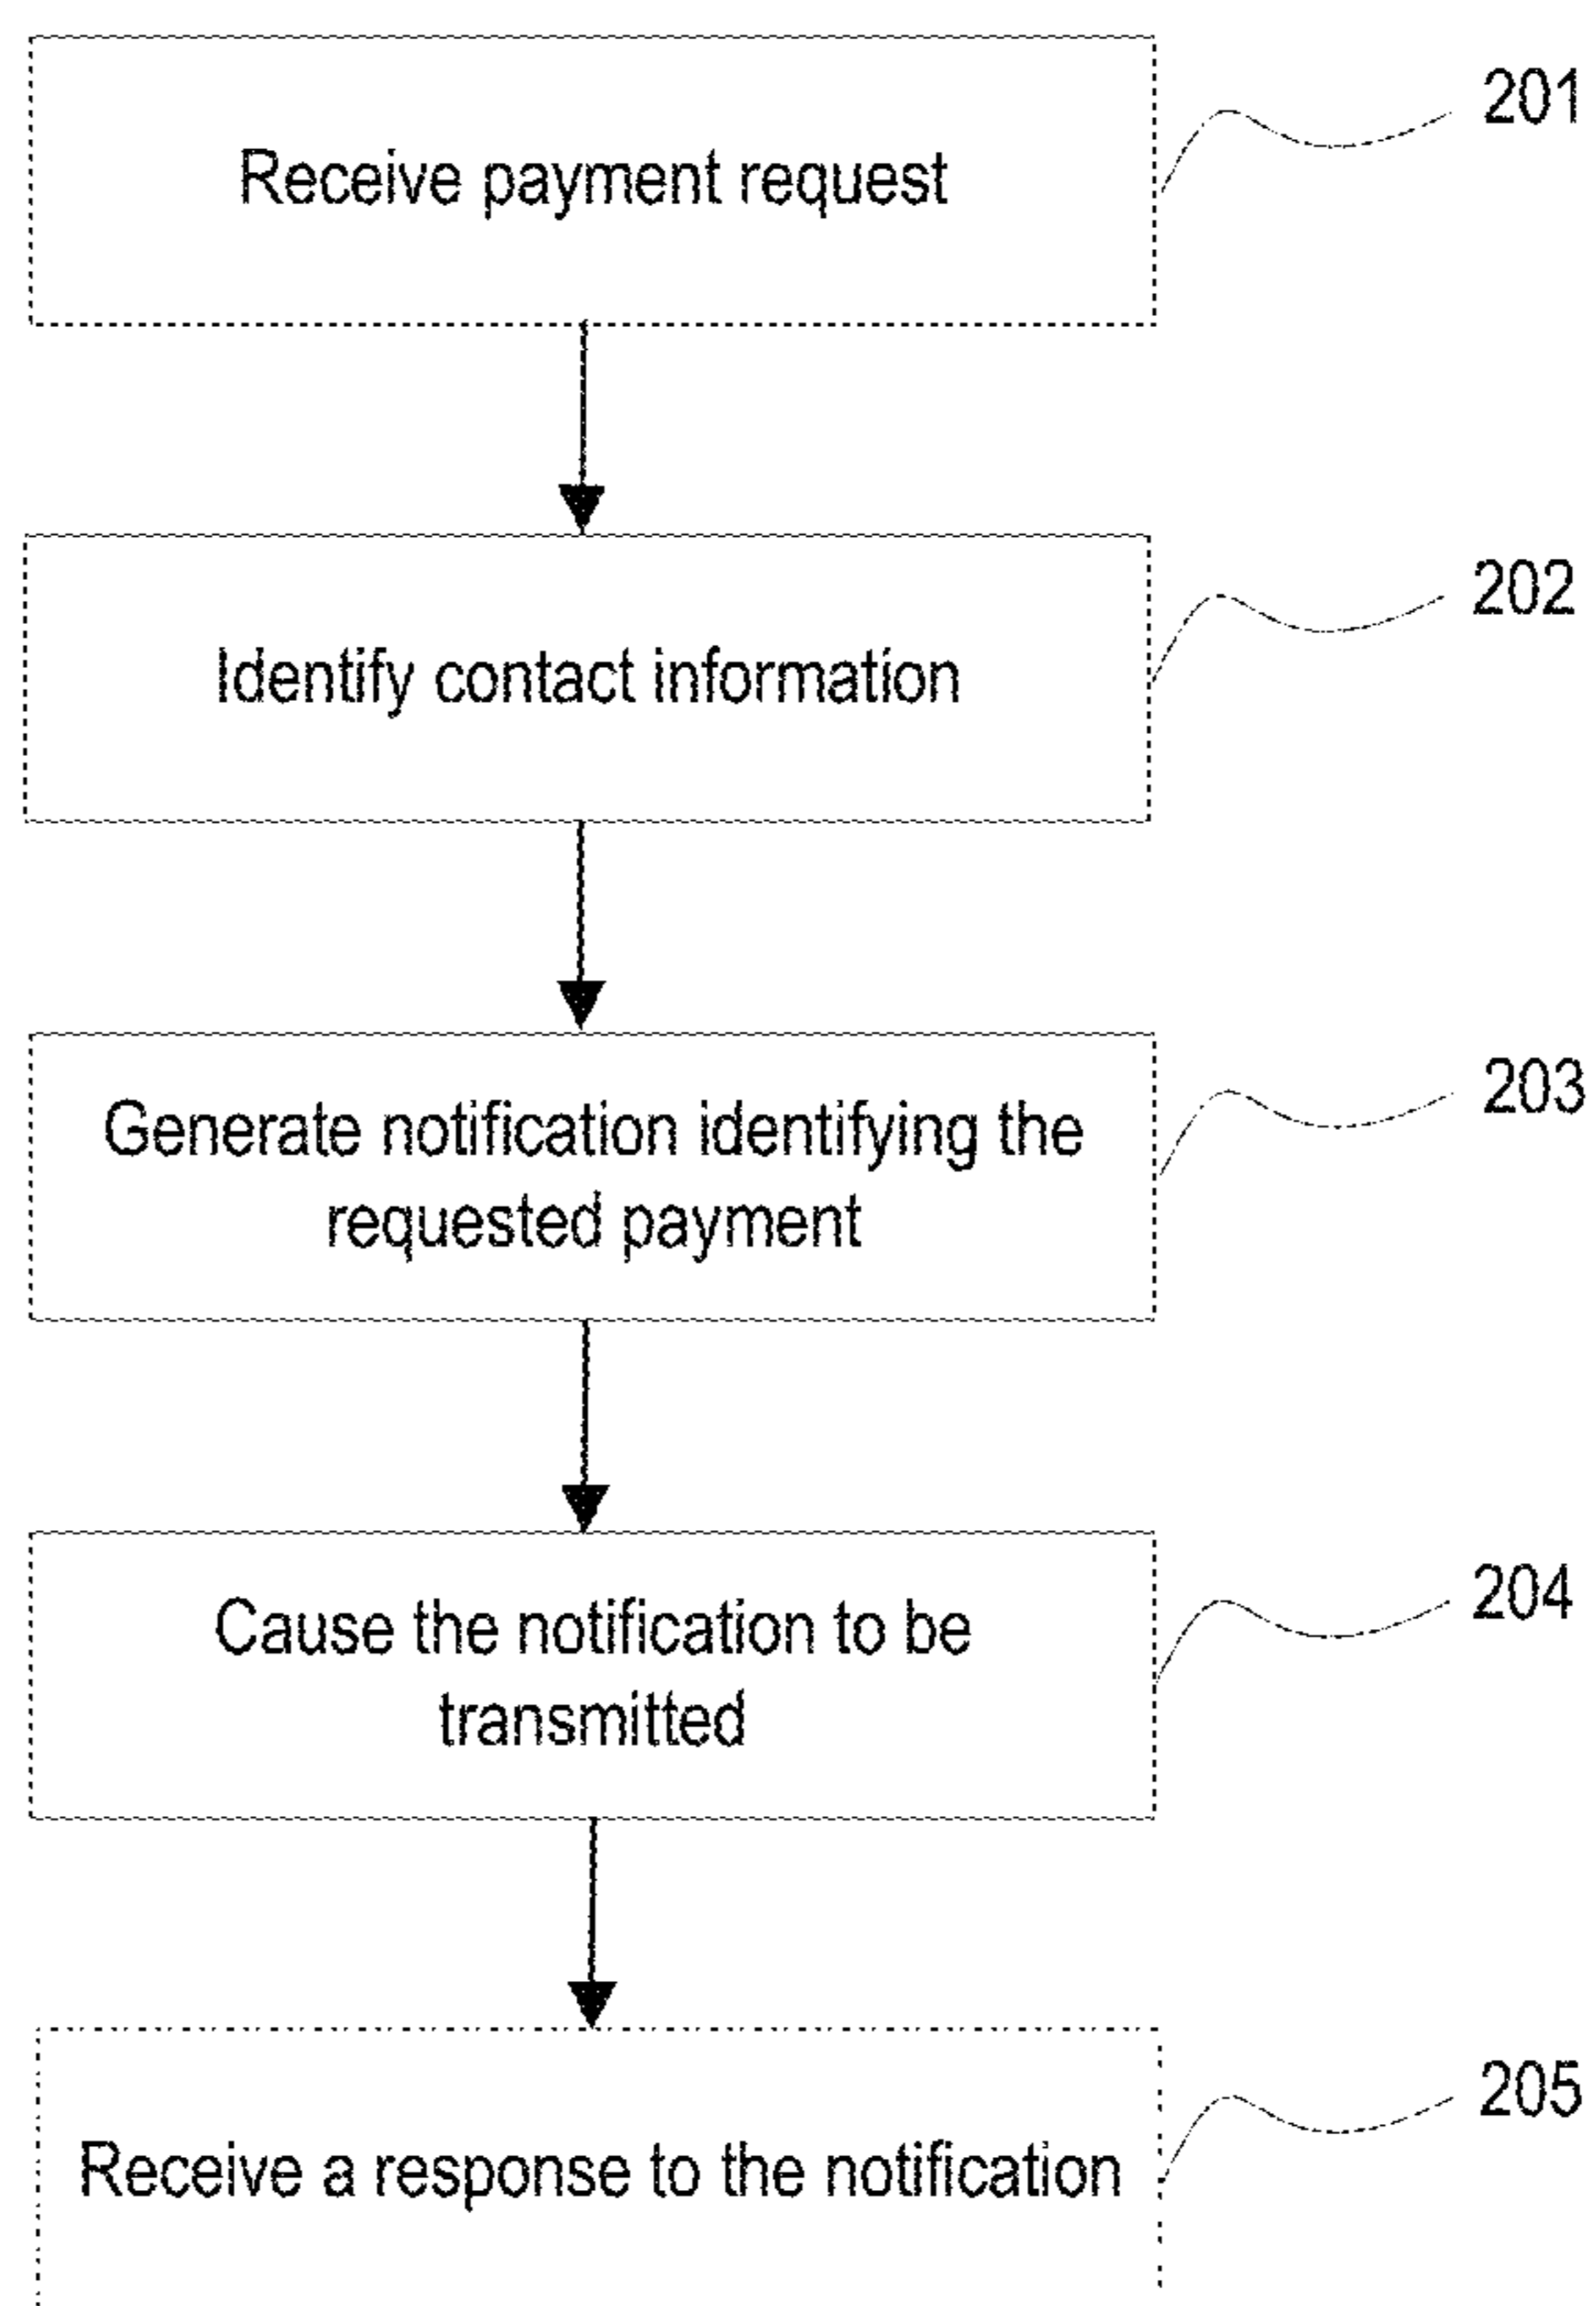 Receive payment request
201
Identify contact information
202
Generate notification identifying the
requested payment
203
Cause the notification to be
transmitted
204
Receive a response to the notification
205